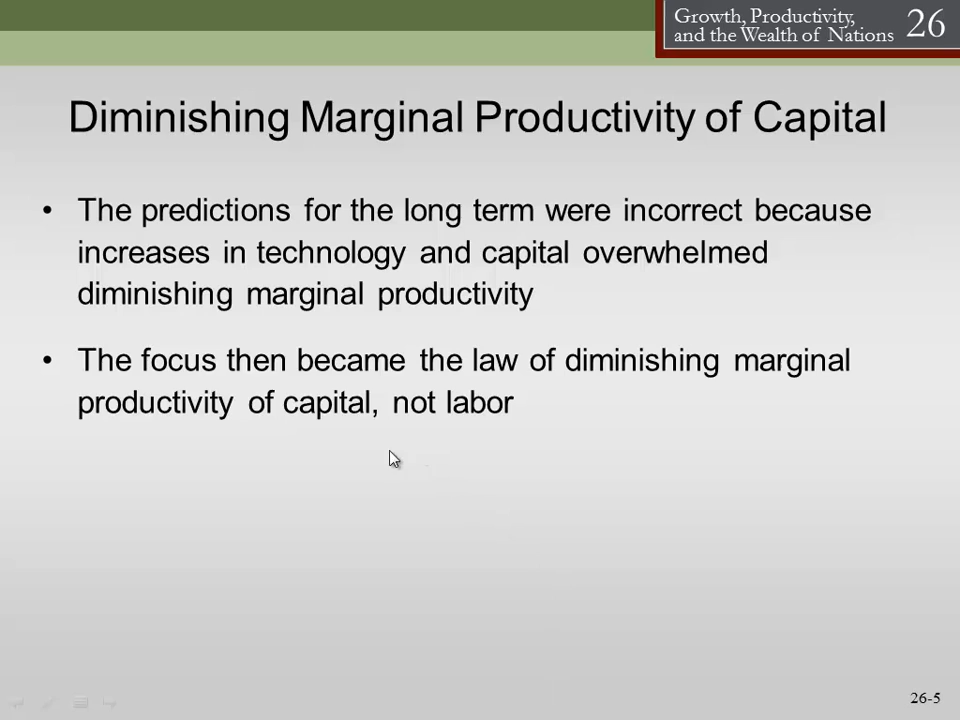 Growth, Productivity,
and the Wealth of Nations
26
Diminishing Marginal Productivity of Capital
• The predictions for the long term were incorrect because
increases in technology and capital overwhelmed
diminishing marginal productivity
• The focus then became the law of diminishing marginal
productivity of capital, not labor
26-5